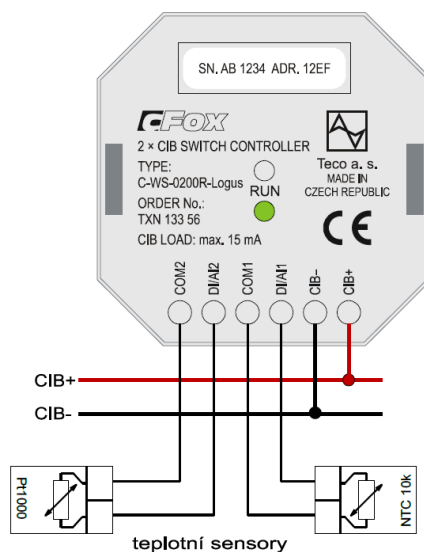 SN. AB 1234 ADR. 12EF
CFox
2 × CIB SWITCH CONTROLLER
TYPE:
C-WS-0200R-Logus
ORDER No.:
TXN 133 56
CIB LOAD: max. 15 mA
RUN
Teco a. s.
MADE IN
CZECH REPUBLIC
CE
COM2
DI/AI2
COM1
DI/AI1
CIB-
CIB+
CIB+
CIB-
Pt1000
NTC 10k
teplotní sensory